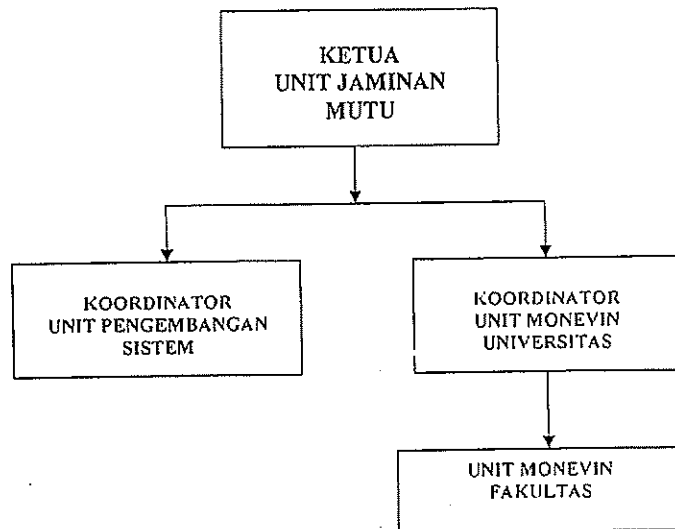 KETUA
UNIT JAMINAN
MUTU
KOORDINATOR
UNIT PENGEMBANGAN
SISTEM
KOORDINATOR
UNIT MONEVIN
UNIVERSITAS
UNIT MONEVIN
FAKULTAS